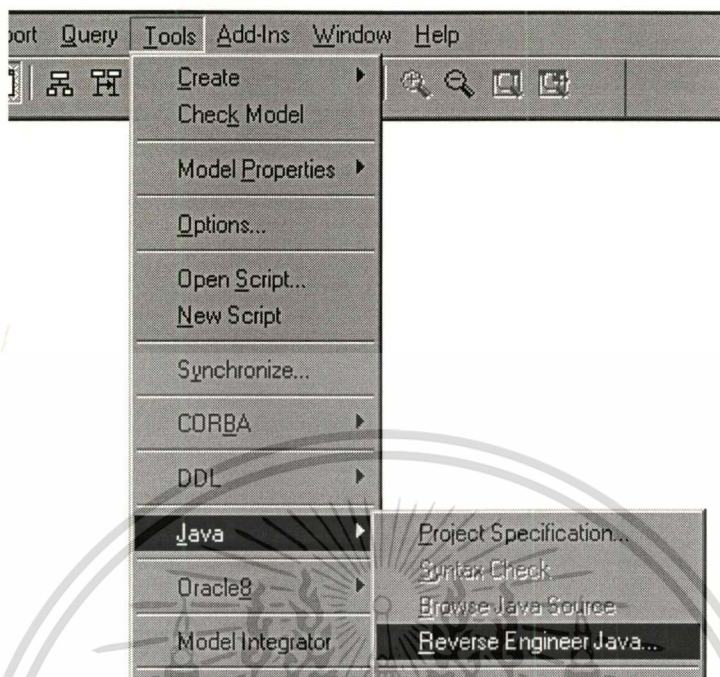 Query Tools Add-Ins Window Help
Create
Check Model
Model Properties
Options...
Open Script...
New Script
Synchronize...
CORBA
DDL
Java
Project Specification...
Syntax Check
Browse Java Source
Oracle8
Reverse Engineer Java...
Model Integrator